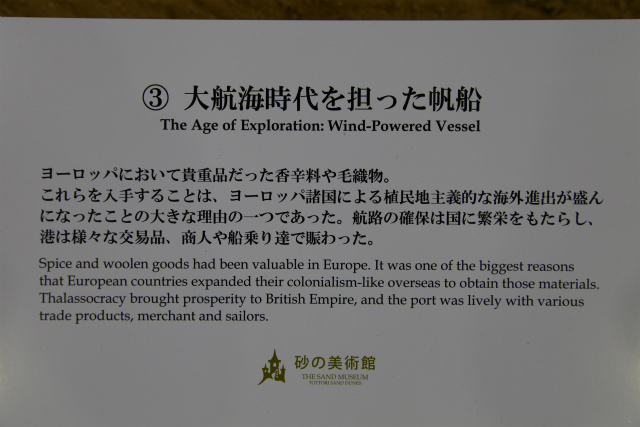 ③ 大航海時代を担った帆船
The Age of Exploration: Wind-Powered Vessel
ヨーロッパにおいて貴重品だった香辛料や毛織物。
これらを入手することは、ヨーロッパ諸国による植民地主義的な海外進出が盛ん
になったことの大きな理由の一つであった。航路の確保は国に繁栄をもたらし、
港は様々な交易品、商人や船乗り達で賑わった。
Spice and woolen goods had been valuable in Europe. It was one of the biggest reasons
that European countries expanded their colonialism-like overseas to obtain those materials.
Thalassocracy brought prosperity to British Empire, and the port was lively with various
trade products, merchant and sailors.
砂の美術館
THE SAND MUSEUM
TOTTORI SAND DUNES